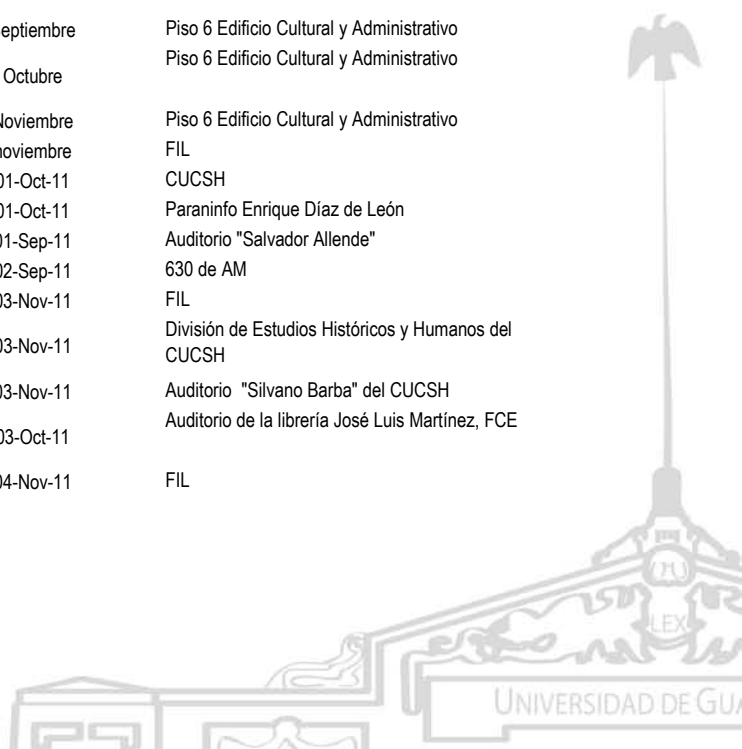 eptiembre Piso 6 Edificio Cultural y Administrativo
Octubre Piso 6 Edificio Cultural y Administrativo
Noviembre Piso 6 Edificio Cultural y Administrativo
noviembre FIL
01-Oct-11 CUCSH
01-Oct-11 Paraninfo Enrique Díaz de León
01-Sep-11 Auditorio "Salvador Allende"
02-Sep-11 630 de AM
03-Nov-11 FIL
03-Nov-11 División de Estudios Históricos y Humanos del
CUCSH
03-Nov-11 Auditorio "Silvano Barba" del CUCSH
03-Oct-11 Auditorio de la librería José Luis Martínez, FCE
04-Nov-11 FIL
LEX
UNIVERSIDAD DE GUA